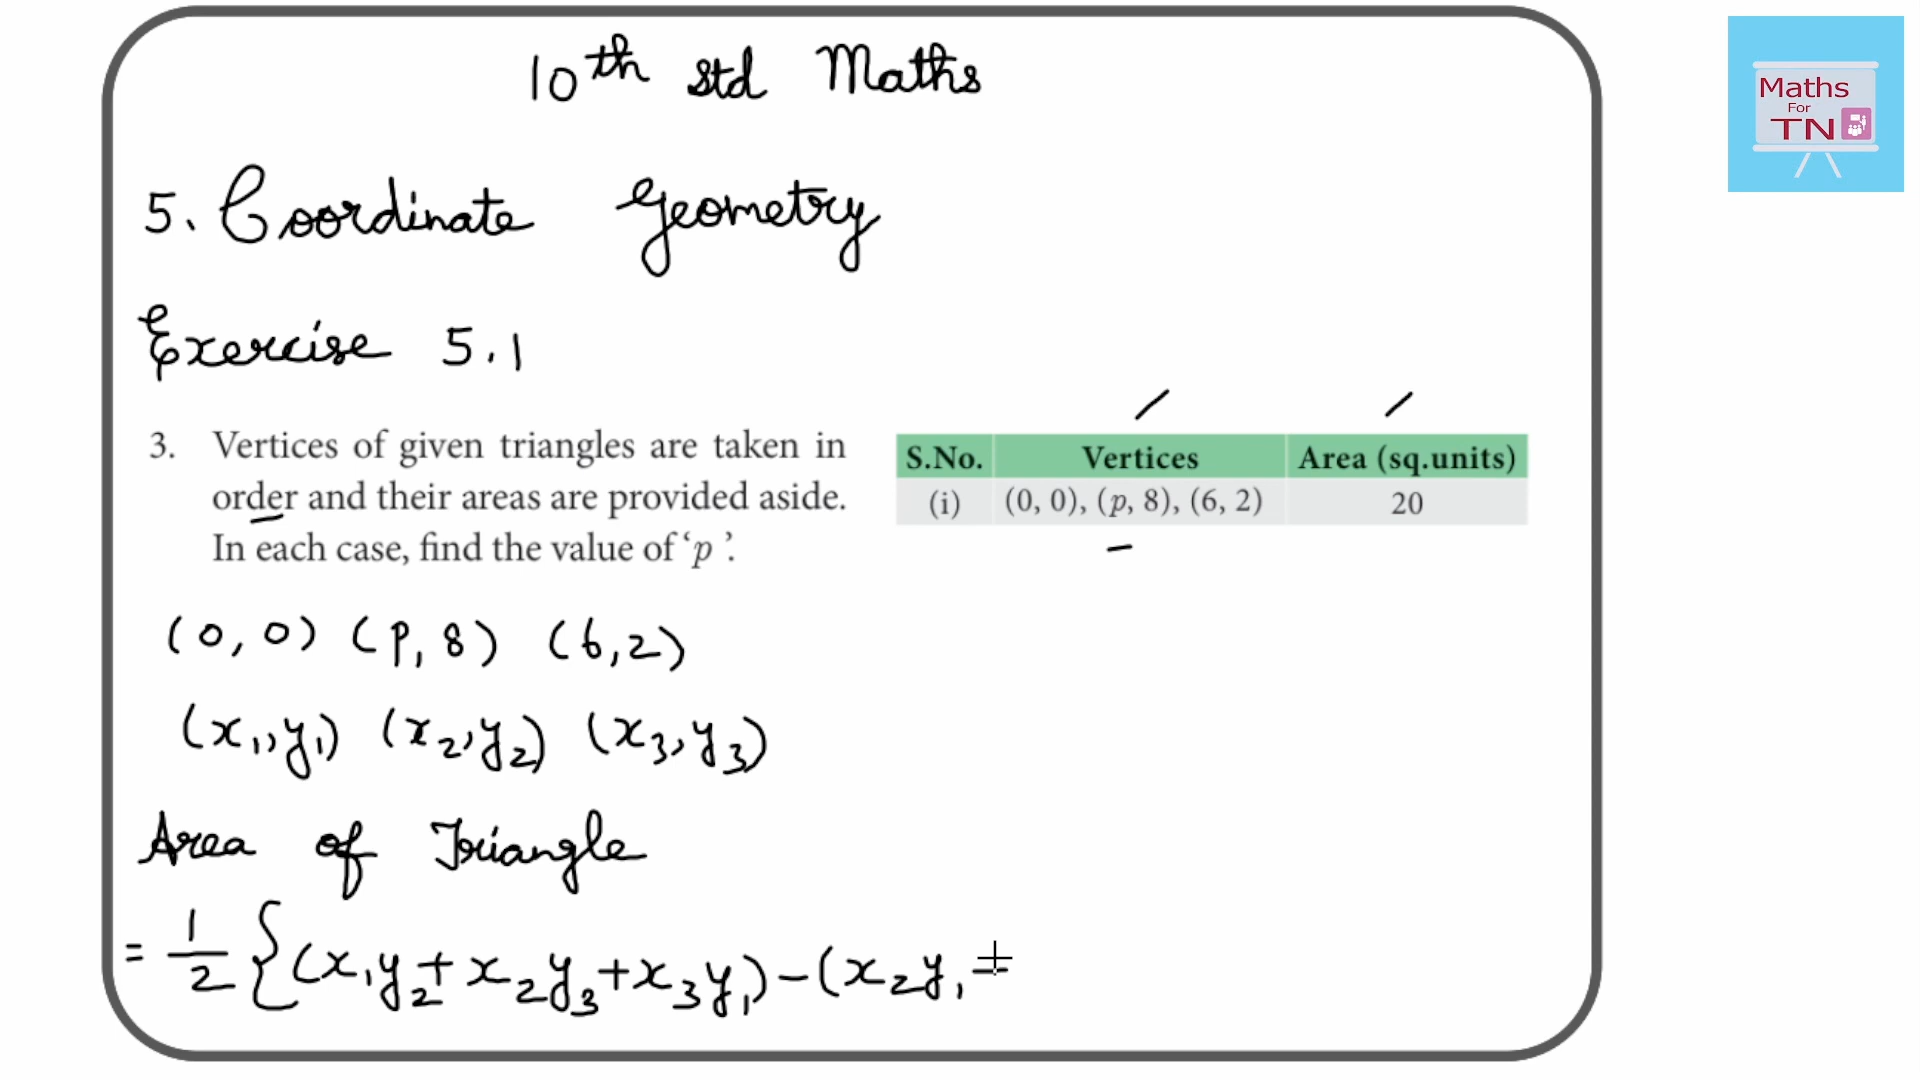 10th std Maths
Maths
For
TN
5. Coordinate Geometry
Exercise 5.1
3. Vertices of given triangles are taken in
order and their areas are provided aside.
In each case, find the value of ‘p’.
S.No. Vertices Area (sq.units)
(i) (0, 0), (p, 8), (6, 2) 20
(0, 0) (p, 8) (6, 2)
(x₁, y₁) (x₂, y₂) (x₃, y₃)
Area of Triangle
= 1/2 {(x₁y₂ + x₂y₃ + x₃y₁) - (x₂y₁ +